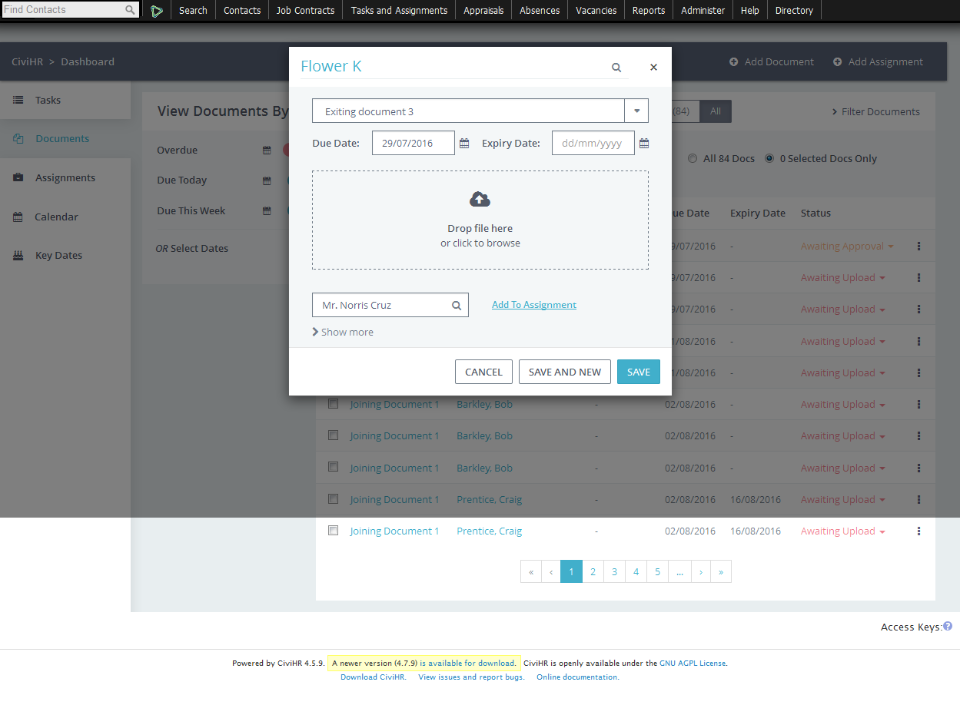 Find Contacts Search Contacts Job Contracts Tasks and Assignments Appraisals Absences Vacancies Reports Administer Help Directory
CiviHR > Dashboard Add Document Add Assignment
Flower K
Tasks
Documents
Assignments
Calendar
Key Dates
View Documents By
Overdue
Due Today
Due This Week
OR Select Dates
(84) All Filter Documents
All 84 Docs 0 Selected Docs Only
Exiting document 3
Due Date: 29/07/2016 Expiry Date: dd/mm/yyyy
Drop file here
or click to browse
Mr. Norris Cruz Add To Assignment
Show more
CANCEL SAVE AND NEW SAVE
ue Date Expiry Date Status
9/07/2016 - Awaiting Approval
9/07/2016 - Awaiting Upload
9/07/2016 - Awaiting Upload
1/08/2016 - Awaiting Upload
1/08/2016 - Awaiting Upload
Joining Document 1 Barkley, Bob - 02/08/2016 - Awaiting Upload
Joining Document 1 Barkley, Bob - 02/08/2016 - Awaiting Upload
Joining Document 1 Barkley, Bob - 02/08/2016 - Awaiting Upload
Joining Document 1 Prentice, Craig - 02/08/2016 16/08/2016 Awaiting Upload
Joining Document 1 Prentice, Craig - 02/08/2016 16/08/2016 Awaiting Upload
« ‹ 1 2 3 4 5 ... › »
Access Keys:?
Powered by CiviHR 4.5.9. A newer version (4.7.9) is available for download. CiviHR is openly available under the GNU AGPL License.
Download CiviHR. View issues and report bugs. Online documentation.